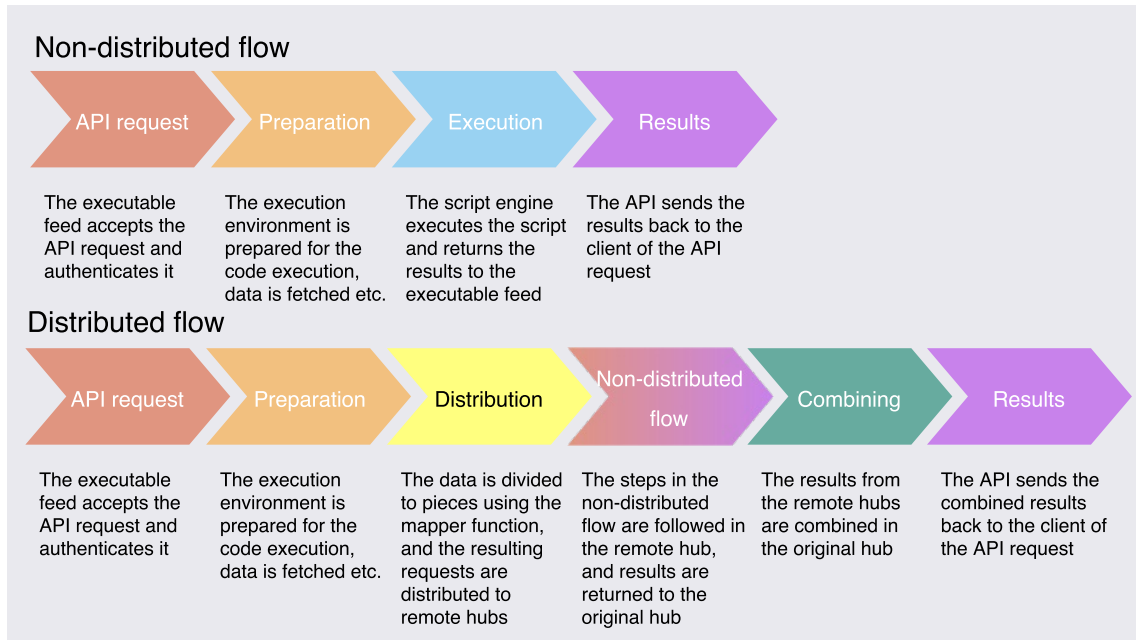 Non-distributed flow
API request
Preparation
Execution
Results
The executable
feed accepts the
API request and
authenticates it
The execution
environment is
prepared for the
code execution,
data is fetched etc.
The script engine
executes the script
and returns the
results to the
executable feed
The API sends the
results back to the
client of the API
request
Distributed flow
API request
Preparation
Distribution
Non-distributed
flow
Combining
Results
The executable
feed accepts the
API request and
authenticates it
The execution
environment is
prepared for the
code execution,
data is fetched etc.
The data is divided
to pieces using the
mapper function,
and the resulting
requests are
distributed to
remote hubs
The steps in the
non-distributed
flow are followed in
the remote hub,
and results are
returned to the
original hub
The results from
the remote hubs
are combined in
the original hub
The API sends the
combined results
back to the client of
the API request